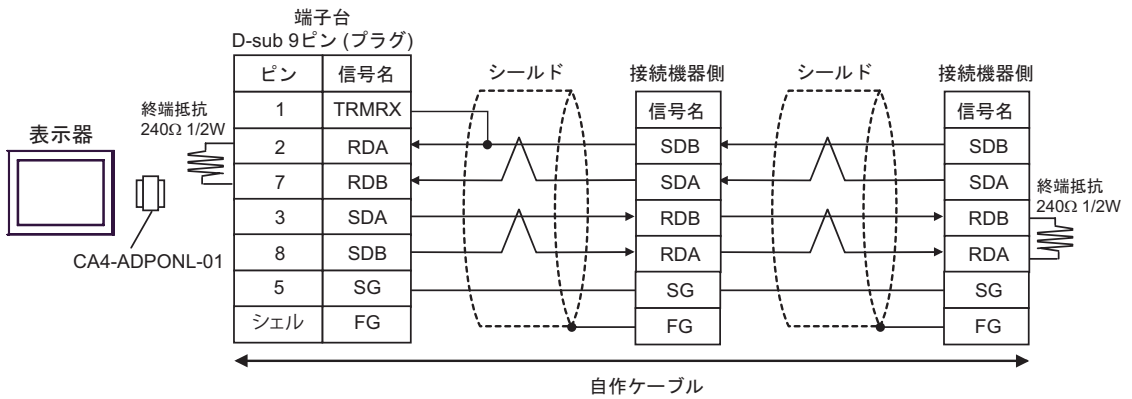 端子台
D-sub 9ピン (プラグ)
ピン 信号名
1 TRMRX
2 RDA
7 RDB
3 SDA
8 SDB
5 SG
シェル FG
終端抵抗
240Ω 1/2W
表示器
CA4-ADPONL-01
シールド
接続機器側
信号名
SDB
SDA
RDB
RDA
SG
FG
シールド
接続機器側
信号名
SDB
SDA
RDB
RDA
SG
FG
終端抵抗
240Ω 1/2W
自作ケーブル